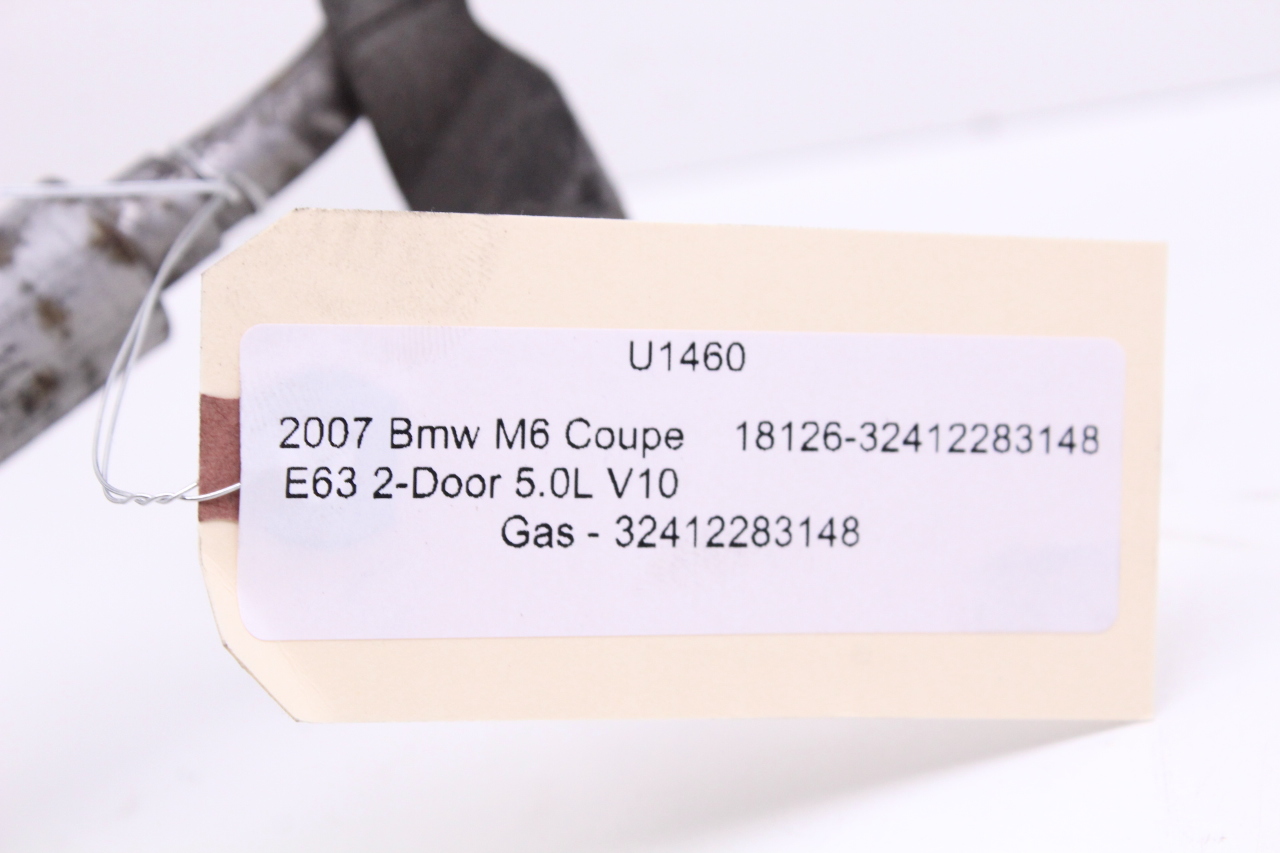 U1460
2007 Bmw M6 Coupe 18126-32412283148
E63 2-Door 5.0L V10
Gas - 32412283148